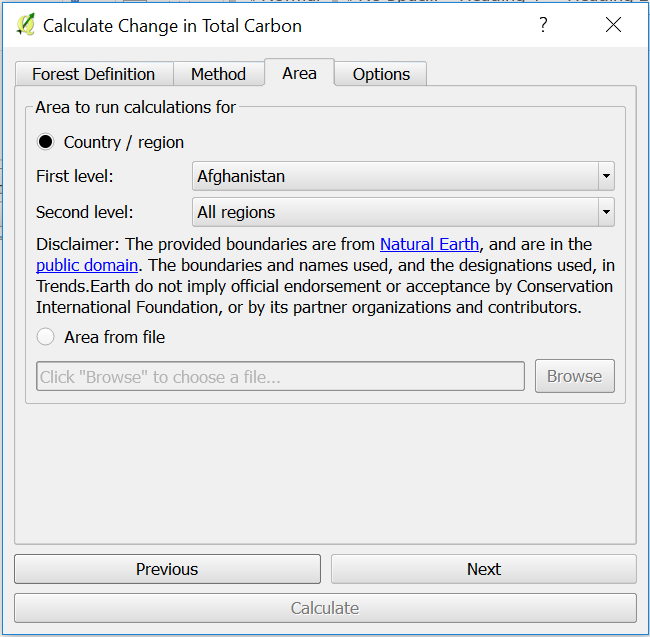 Calculate Change in Total Carbon ?
Forest Definition Method Area Options
Area to run calculations for
Country / region
First level: Afghanistan
Second level: All regions
Disclaimer: The provided boundaries are from Natural Earth, and are in the
public domain. The boundaries and names used, and the designations used, in
Trends.Earth do not imply official endorsement or acceptance by Conservation
International Foundation, or by its partner organizations and contributors.
Area from file
Click "Browse" to choose a file... Browse
Previous Next
Calculate